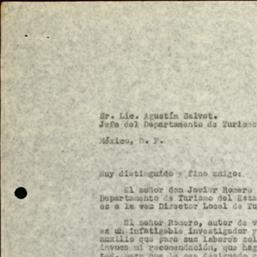 Sr. Lic. Agustín Salvat.
Jefe del Departamento de Turismo
México, D. F.
Muy distinguido y fino amigo:
El señor don Javier Romero
Departamento de Turismo del Esta
es a la vez Director Local de Tu
El señor Romero, autor de v
es un infatigable investigador y
auxilio que para sus labores sol
invoca mi recomendación, que hag